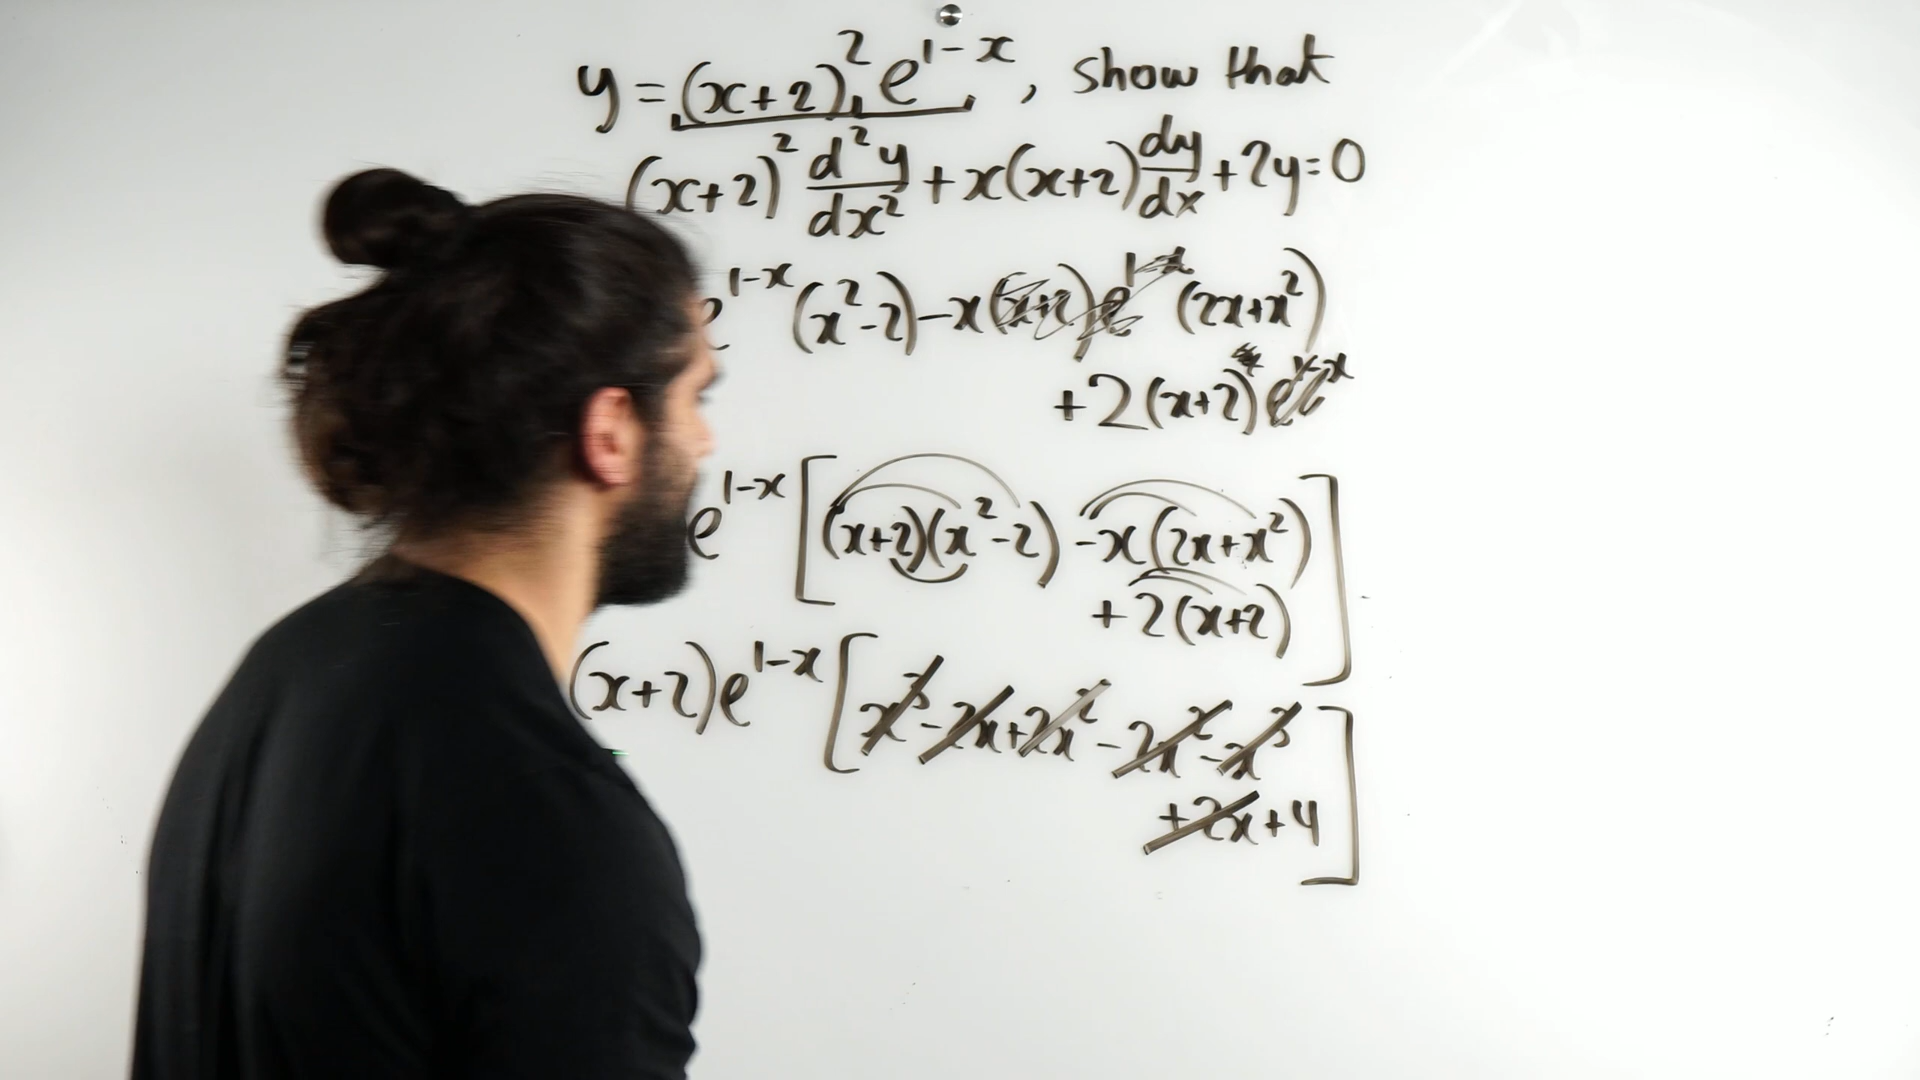 y = (x+2)² e^{1-x}, show that
(x+2)² d²y/dx² + x(x+2) dy/dx + 2y = 0
e^{1-x} (x²-2) - x (x+2) e^{1-x} (2x+x²)
+ 2 (x+2) e^{1-x}
e^{1-x} [ (x+2)(x²-2) - x(2x+x²)
+ 2(x+2) ]
(x+2) e^{1-x} [ x³ - 2x + 2x² - 2x² - x³
+ 2x + 4 ]